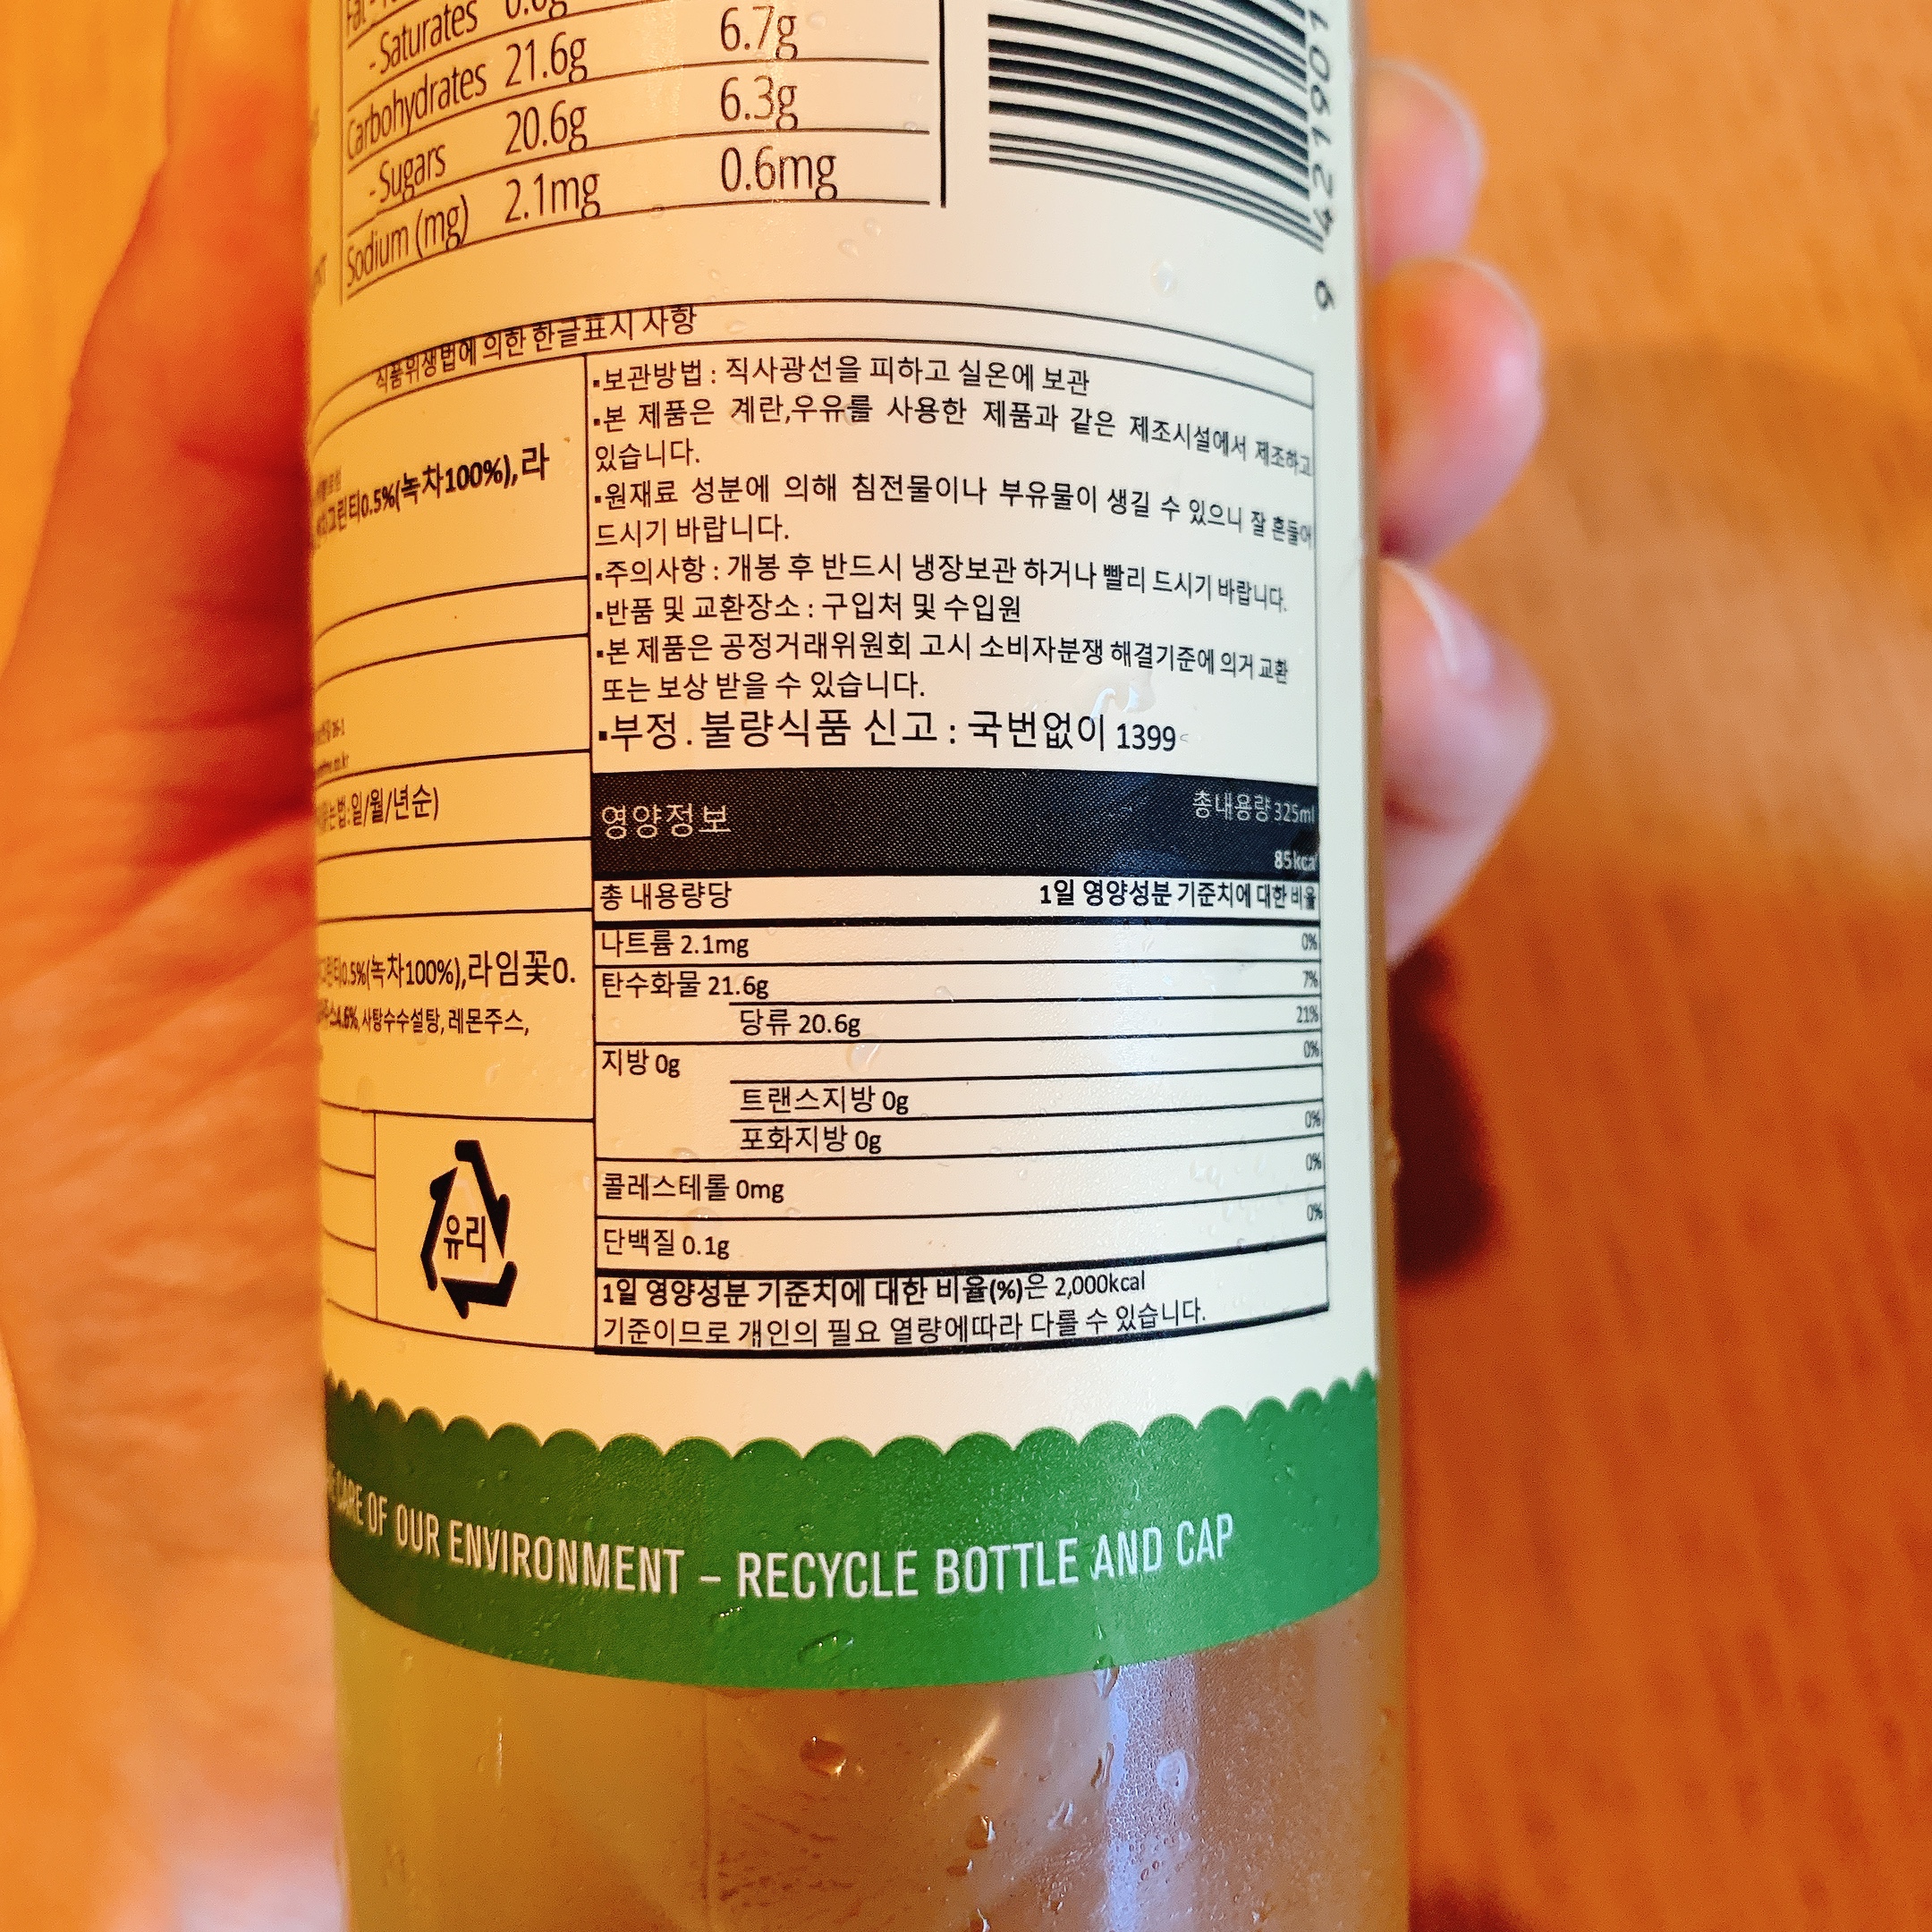 - Saturates
Carbohydrates 21.6g 6.7g
- Sugars 20.6g 6.3g
Sodium (mg) 2.1mg 0.6mg
6 421901
식품위생법에 의한 한글표시 사항
그린티0.5%(녹차100%),라
일/월/년순)
0.5%(녹차100%),라임꽃0.
4.6%,사탕수수설탕, 레몬주스,
유리
▪보관방법 : 직사광선을 피하고 실온에 보관
▪본 제품은 계란,우유를 사용한 제품과 같은 제조시설에서 제조하고
있습니다.
▪원재료 성분에 의해 침전물이나 부유물이 생길 수 있으니 잘 흔들어
드시기 바랍니다.
▪주의사항 : 개봉 후 반드시 냉장보관 하거나 빨리 드시기 바랍니다.
▪반품 및 교환장소 : 구입처 및 수입원
▪본 제품은 공정거래위원회 고시 소비자분쟁 해결기준에 의거 교환
또는 보상 받을 수 있습니다.
▪부정.불량식품 신고 : 국번없이 1399
영양정보 총내용량 325ml
85kcal
총 내용량당 1일 영양성분 기준치에 대한 비율
나트륨 2.1mg 0%
탄수화물 21.6g 7%
당류 20.6g 21%
지방 0g 0%
트랜스지방 0g
포화지방 0g 0%
콜레스테롤 0mg 0%
단백질 0.1g 0%
1일 영양성분 기준치에 대한 비율(%)은 2,000kcal
기준이므로 개인의 필요 열량에따라 다를 수 있습니다.
CARE OF OUR ENVIRONMENT – RECYCLE BOTTLE AND CAP